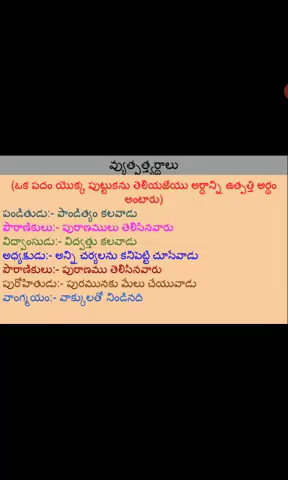 వ్యుత్పత్త్యర్థాలు
(ఒక పదం యొక్క పుట్టుకను తెలియజేయు అర్థాన్ని ఉత్పత్తి అర్థం
అంటారు)
పండితుడు:- పాండిత్యం కలవాడు
పౌరాణికులు:- పురాణములు తెలిసినవారు
విద్వాంసుడు:- విద్వత్తు కలవాడు
అధ్యక్షుడు:- అన్ని చర్యలను కనిపెట్టి చూసేవాడు
పౌరాణికులు:- పురాణము తెలిసినవారు
పురోహితుడు:- పురమునకు మేలు చేయువాడు
వాంగ్మయం:- వాక్కులతో నిండినది